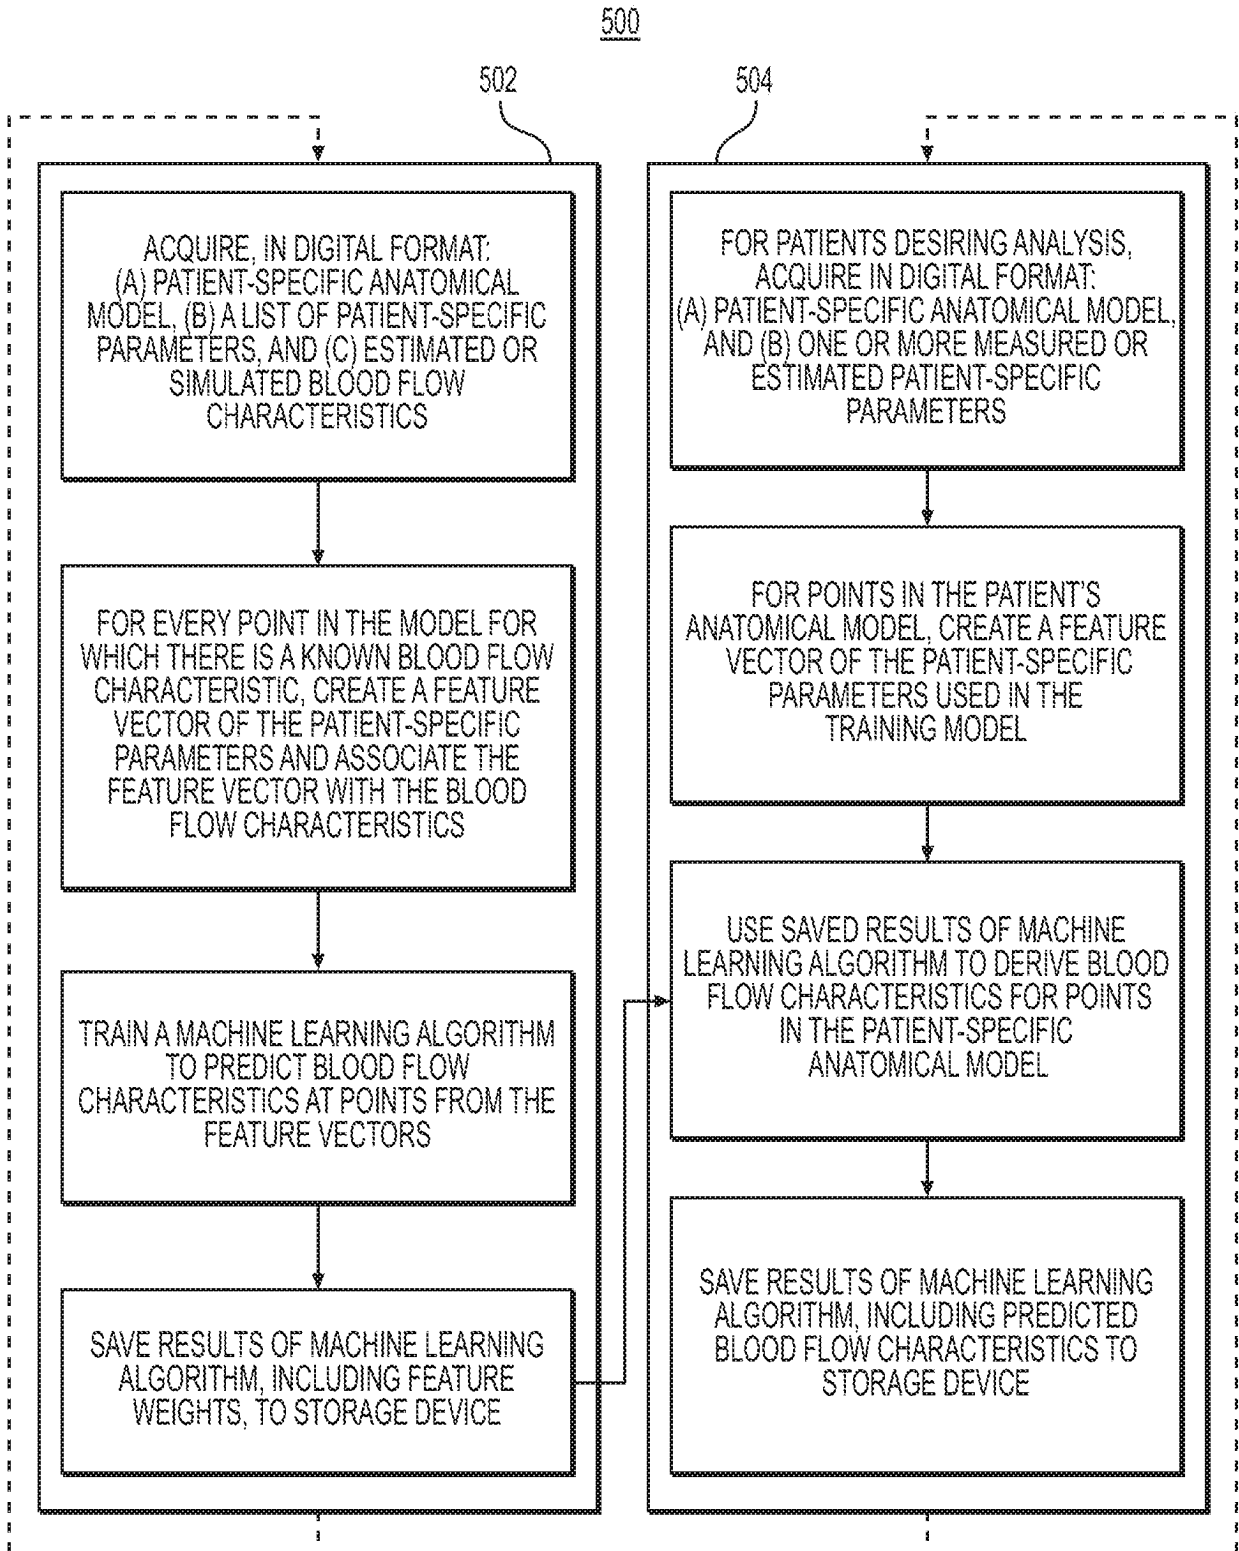 500
502
504
ACQUIRE, IN DIGITAL FORMAT:
(A) PATIENT-SPECIFIC ANATOMICAL
MODEL, (B) A LIST OF PATIENT-SPECIFIC
PARAMETERS, AND (C) ESTIMATED OR
SIMULATED BLOOD FLOW
CHARACTERISTICS
FOR EVERY POINT IN THE MODEL FOR
WHICH THERE IS A KNOWN BLOOD FLOW
CHARACTERISTIC, CREATE A FEATURE
VECTOR OF THE PATIENT-SPECIFIC
PARAMETERS AND ASSOCIATE THE
FEATURE VECTOR WITH THE BLOOD
FLOW CHARACTERISTICS
TRAIN A MACHINE LEARNING ALGORITHM
TO PREDICT BLOOD FLOW
CHARACTERISTICS AT POINTS FROM THE
FEATURE VECTORS
SAVE RESULTS OF MACHINE LEARNING
ALGORITHM, INCLUDING FEATURE
WEIGHTS, TO STORAGE DEVICE
FOR PATIENTS DESIRING ANALYSIS,
ACQUIRE IN DIGITAL FORMAT:
(A) PATIENT-SPECIFIC ANATOMICAL MODEL,
AND (B) ONE OR MORE MEASURED OR
ESTIMATED PATIENT-SPECIFIC
PARAMETERS
FOR POINTS IN THE PATIENT'S
ANATOMICAL MODEL, CREATE A FEATURE
VECTOR OF THE PATIENT-SPECIFIC
PARAMETERS USED IN THE
TRAINING MODEL
USE SAVED RESULTS OF MACHINE
LEARNING ALGORITHM TO DERIVE BLOOD
FLOW CHARACTERISTICS FOR POINTS
IN THE PATIENT-SPECIFIC
ANATOMICAL MODEL
SAVE RESULTS OF MACHINE LEARNING
ALGORITHM, INCLUDING PREDICTED
BLOOD FLOW CHARACTERISTICS TO
STORAGE DEVICE